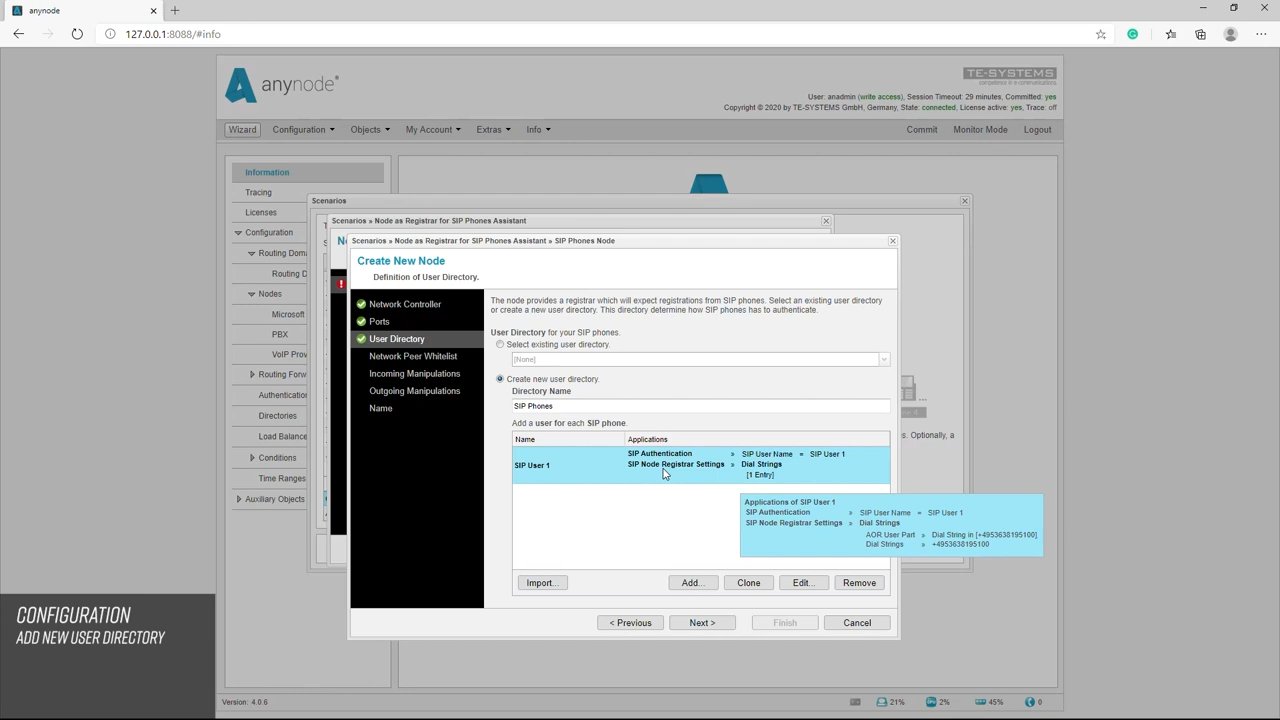 anynode
127.0.0.1:8088/#info
anynode®
TE-SYSTEMS
competence in e-communications
User: anadmin (write access), Session Timeout: 29 minutes, Committed: yes
Copyright © 2020 by TE-SYSTEMS GmbH, Germany, State: connected, License active: yes, Trace: off
Wizard Configuration Objects My Account Extras Info Commit Monitor Mode Logout
Information
Tracing
Licenses
Configuration
Routing Doma
Routing D
Nodes
Microsoft
PBX
VoIP Prov
Routing Forw
Authentication
Directories
Load Balance
Conditions
Time Ranges
Auxiliary Objects
Scenarios
Scenarios » Node as Registrar for SIP Phones Assistant
Scenarios » Node as Registrar for SIP Phones Assistant » SIP Phones Node
Create New Node
Definition of User Directory.
Network Controller
Ports
User Directory
Network Peer Whitelist
Incoming Manipulations
Outgoing Manipulations
Name
The node provides a registrar which will expect registrations from SIP phones. Select an existing user directory
or create a new user directory. This directory determine how SIP phones has to authenticate.
User Directory for your SIP phones.
Select existing user directory.
[None]
Create new user directory.
Directory Name
SIP Phones
Add a user for each SIP phone.
Name Applications
SIP User 1
SIP Authentication » SIP User Name = SIP User 1
SIP Node Registrar Settings » Dial Strings
[1 Entry]
Applications of SIP User 1
SIP Authentication » SIP User Name = SIP User 1
SIP Node Registrar Settings » Dial Strings
AOR User Part » Dial String in [+4953638195100]
Dial Strings » +4953638195100
Import... Add... Clone Edit... Remove
< Previous Next > Finish Cancel
s. Optionally, a
CONFIGURATION
ADD NEW USER DIRECTORY
Version: 4.0.6
21% 2% 45% 0